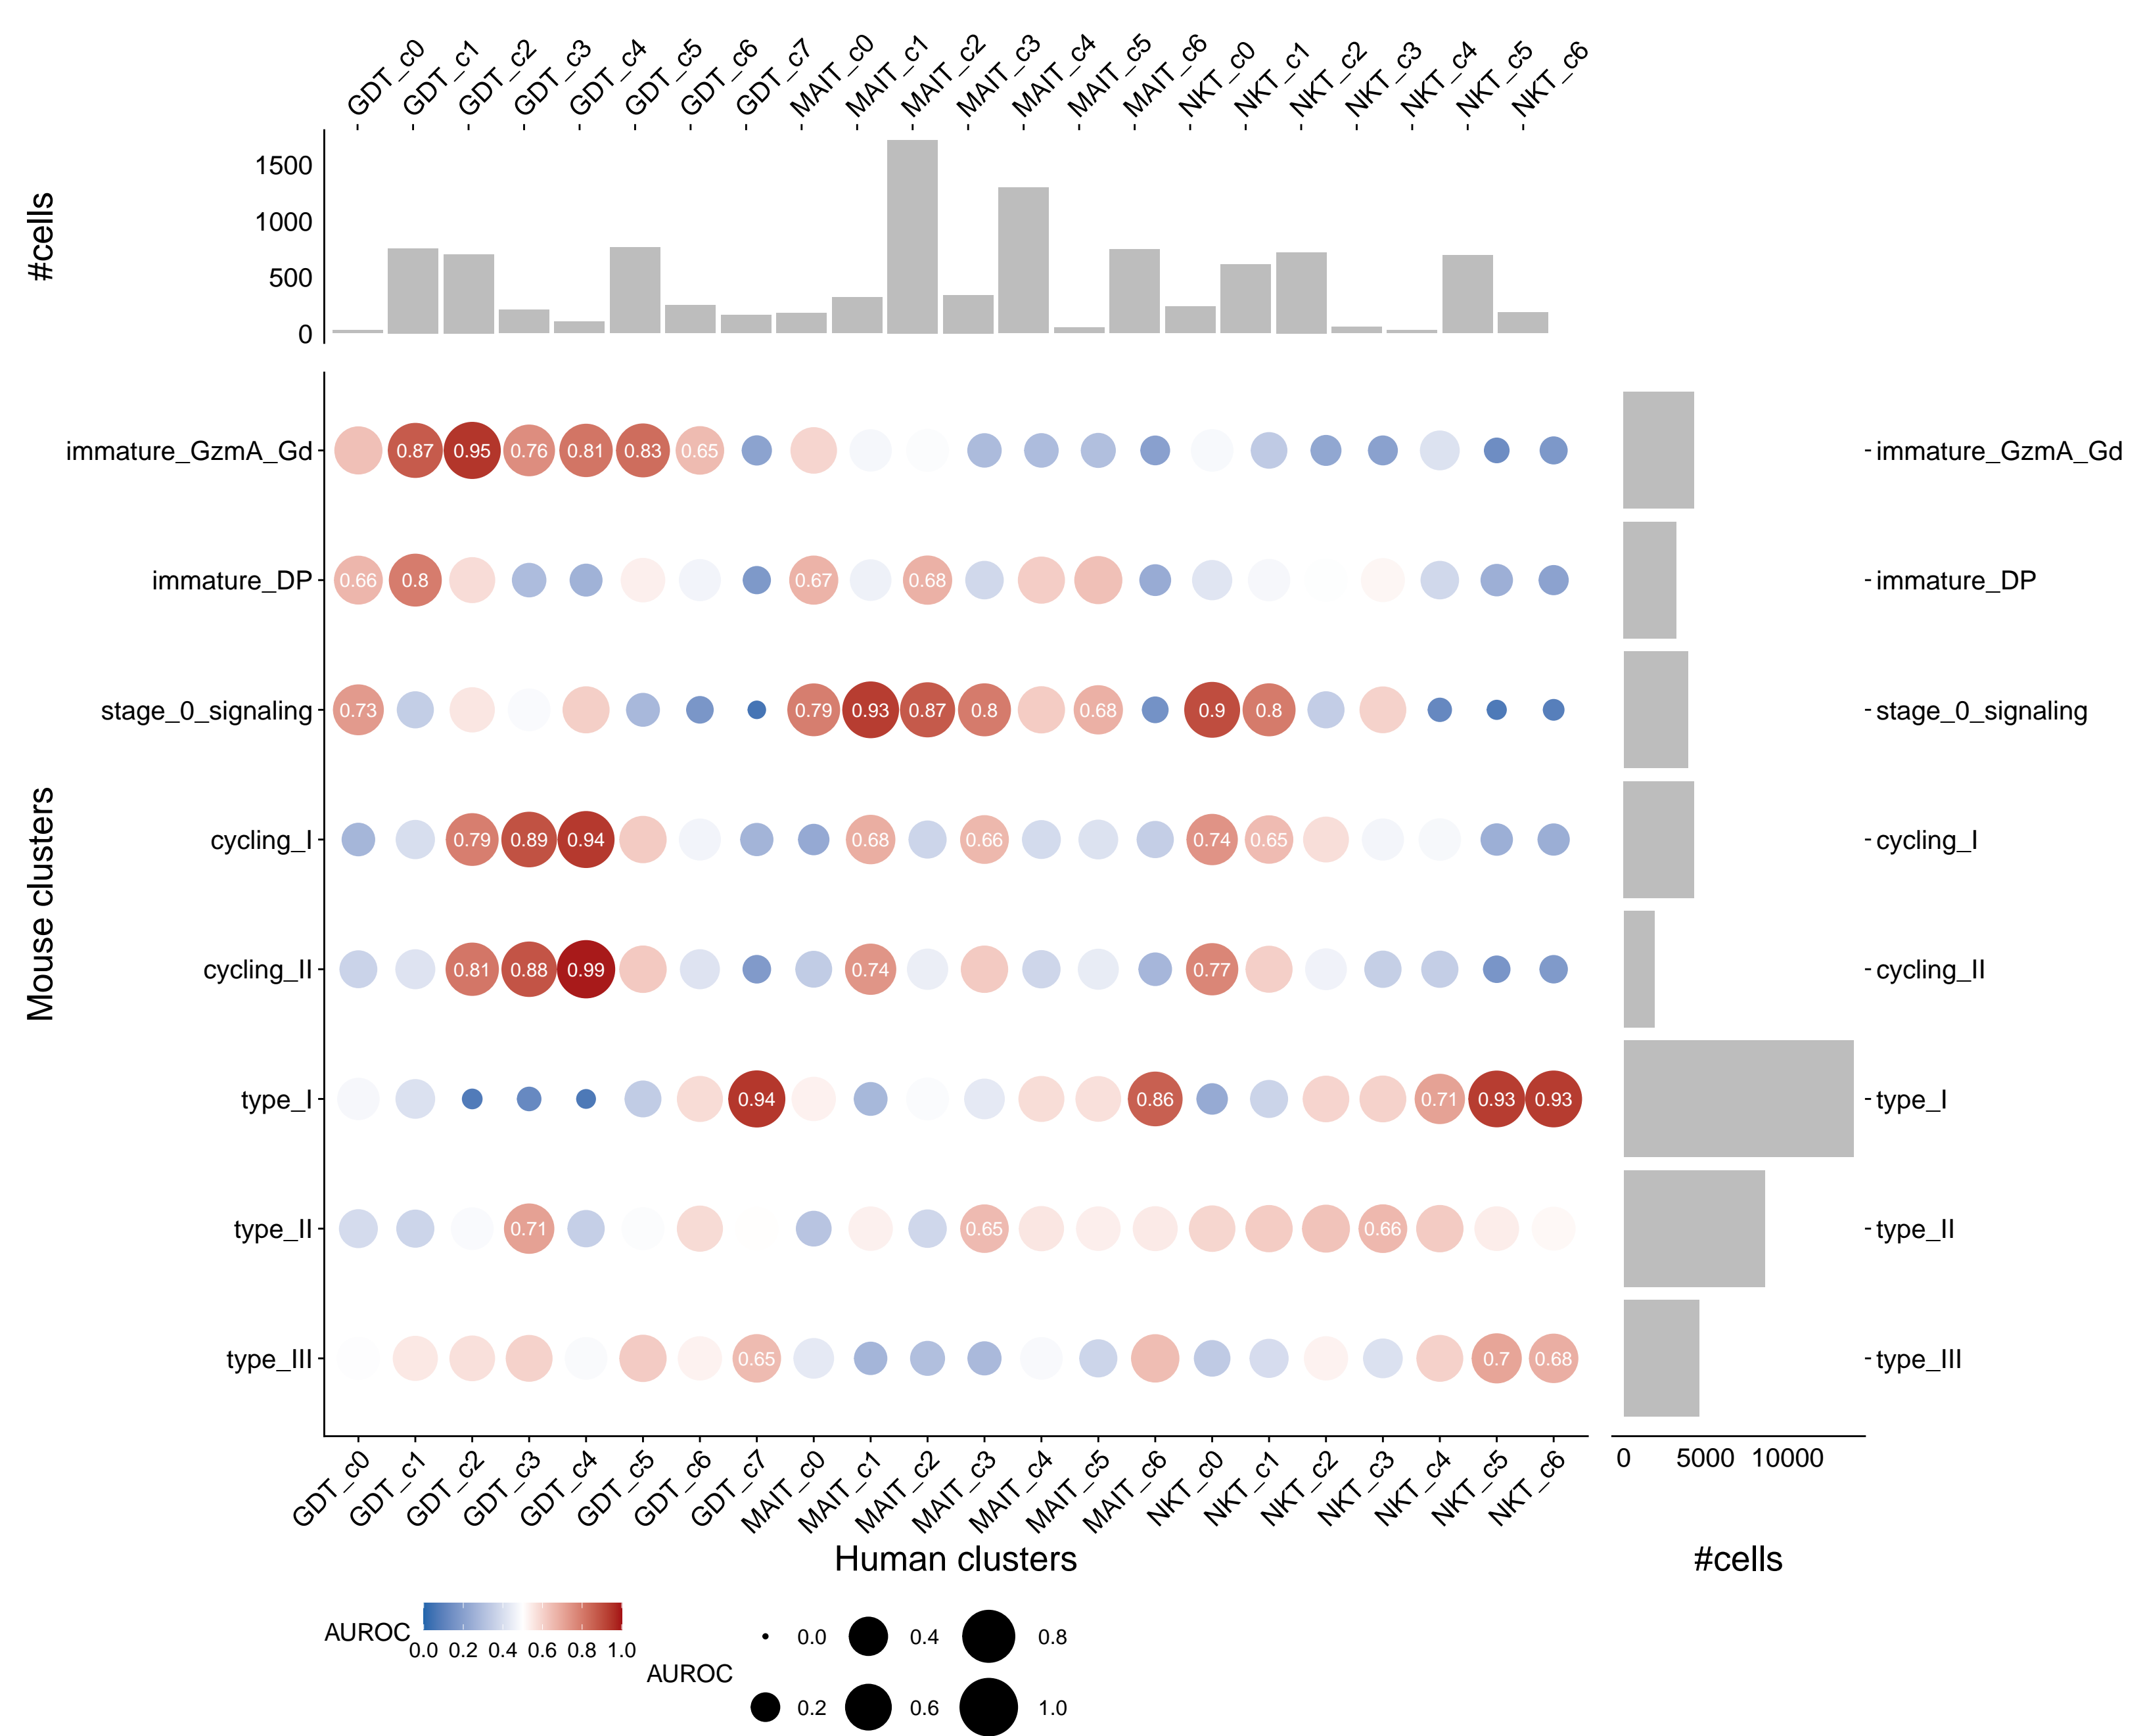 GDT_c0 GDT_c1 GDT_c2 GDT_c3 GDT_c4 GDT_c5 GDT_c6 GDT_c7 MAIT_c0 MAIT_c1 MAIT_c2 MAIT_c3 MAIT_c4 MAIT_c5 MAIT_c6 NKT_c0 NKT_c1 NKT_c2 NKT_c3 NKT_c4 NKT_c5 NKT_c6
#cells
1500
1000
500
0
Mouse clusters
immature_GzmA_Gd 0.87 0.95 0.76 0.81 0.83 0.65 immature_GzmA_Gd
immature_DP 0.66 0.8 0.67 0.68 immature_DP
stage_0_signaling 0.73 0.79 0.93 0.87 0.8 0.68 0.9 0.8 stage_0_signaling
cycling_I 0.79 0.89 0.94 0.68 0.66 0.74 0.65 cycling_I
cycling_II 0.81 0.88 0.99 0.74 0.77 cycling_II
type_I 0.94 0.86 0.71 0.93 0.93 type_I
type_II 0.71 0.65 0.66 type_II
type_III 0.65 0.7 0.68 type_III
0 5000 10000
GDT_c0 GDT_c1 GDT_c2 GDT_c3 GDT_c4 GDT_c5 GDT_c6 GDT_c7 MAIT_c0 MAIT_c1 MAIT_c2 MAIT_c3 MAIT_c4 MAIT_c5 MAIT_c6 NKT_c0 NKT_c1 NKT_c2 NKT_c3 NKT_c4 NKT_c5 NKT_c6
Human clusters
#cells
AUROC
0.0 0.2 0.4 0.6 0.8 1.0
AUROC
0.0 0.4 0.8
0.2 0.6 1.0